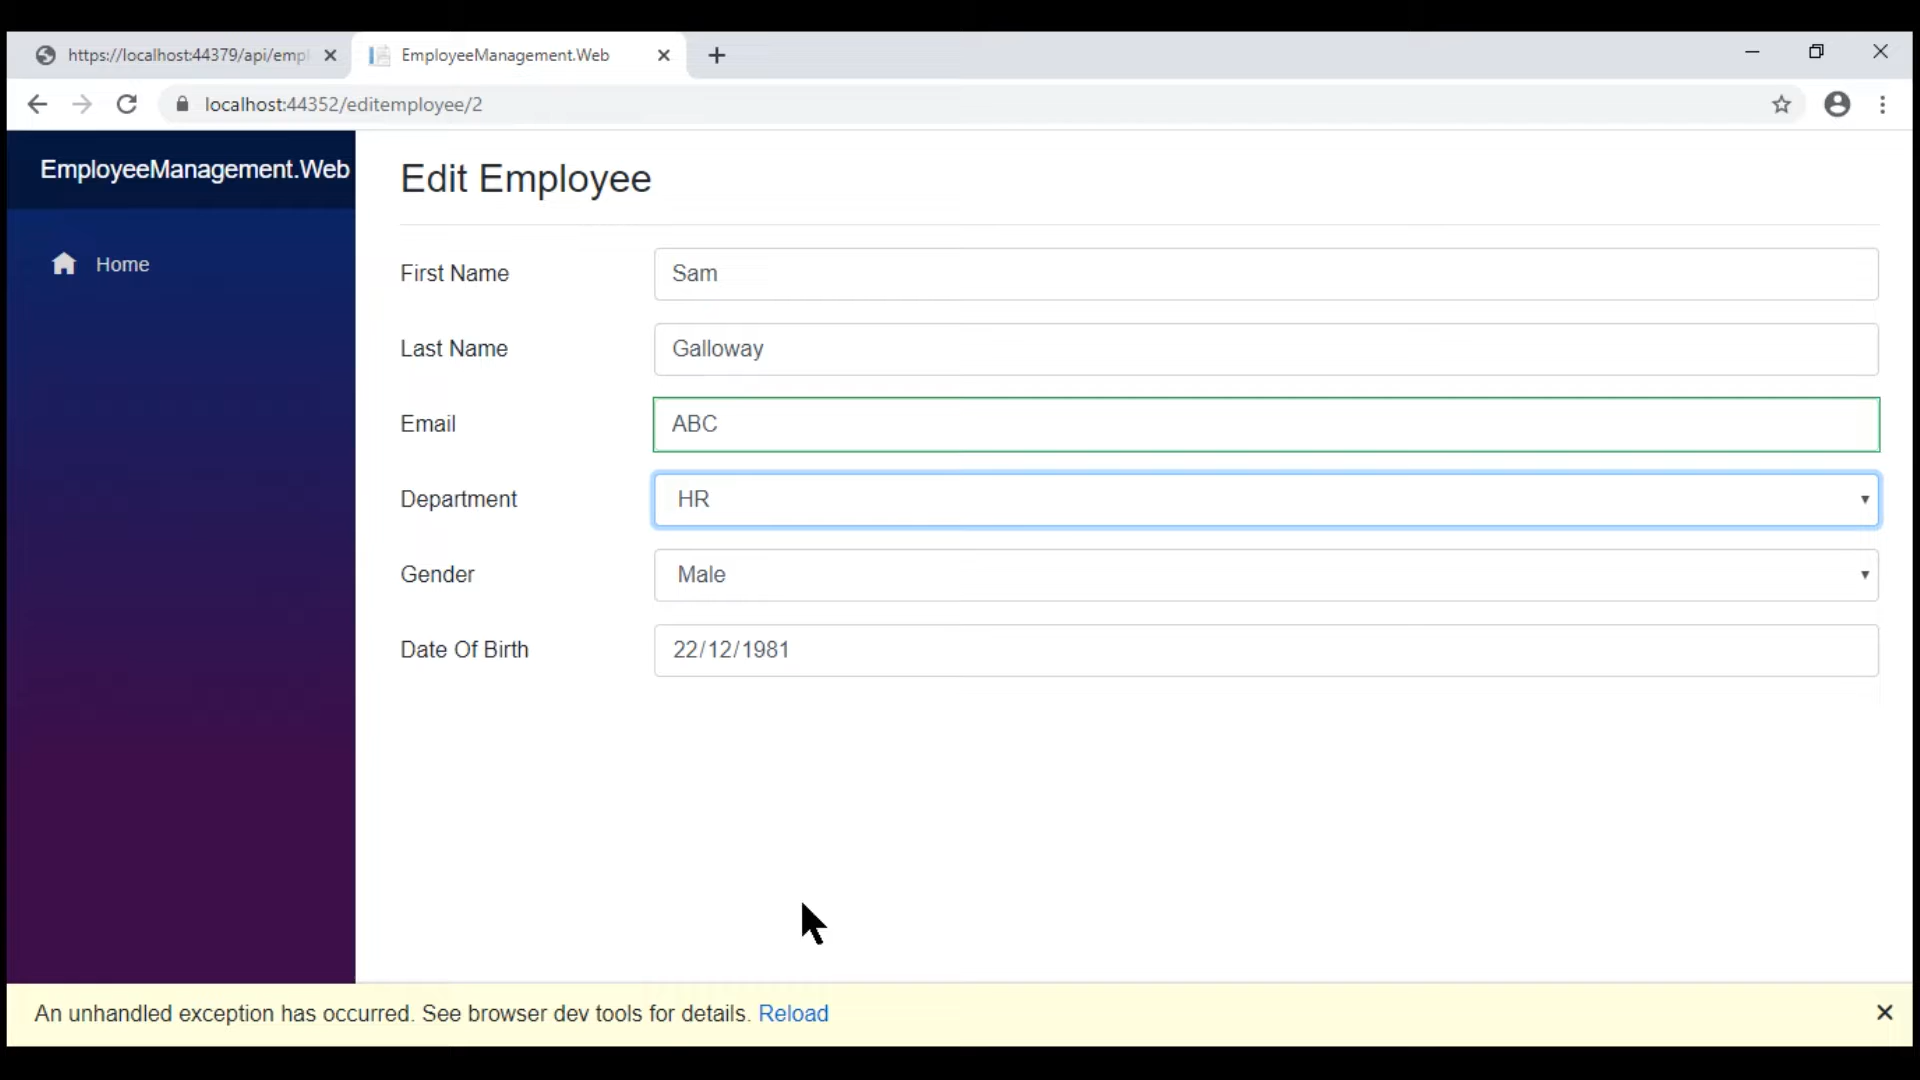 https://localhost:44379/api/empl
EmployeeManagement.Web
localhost:44352/editemployee/2
EmployeeManagement.Web
Home
Edit Employee
First Name
Sam
Last Name
Galloway
Email
ABC
Department
HR
Gender
Male
Date Of Birth
22/12/1981
An unhandled exception has occurred. See browser dev tools for details. Reload